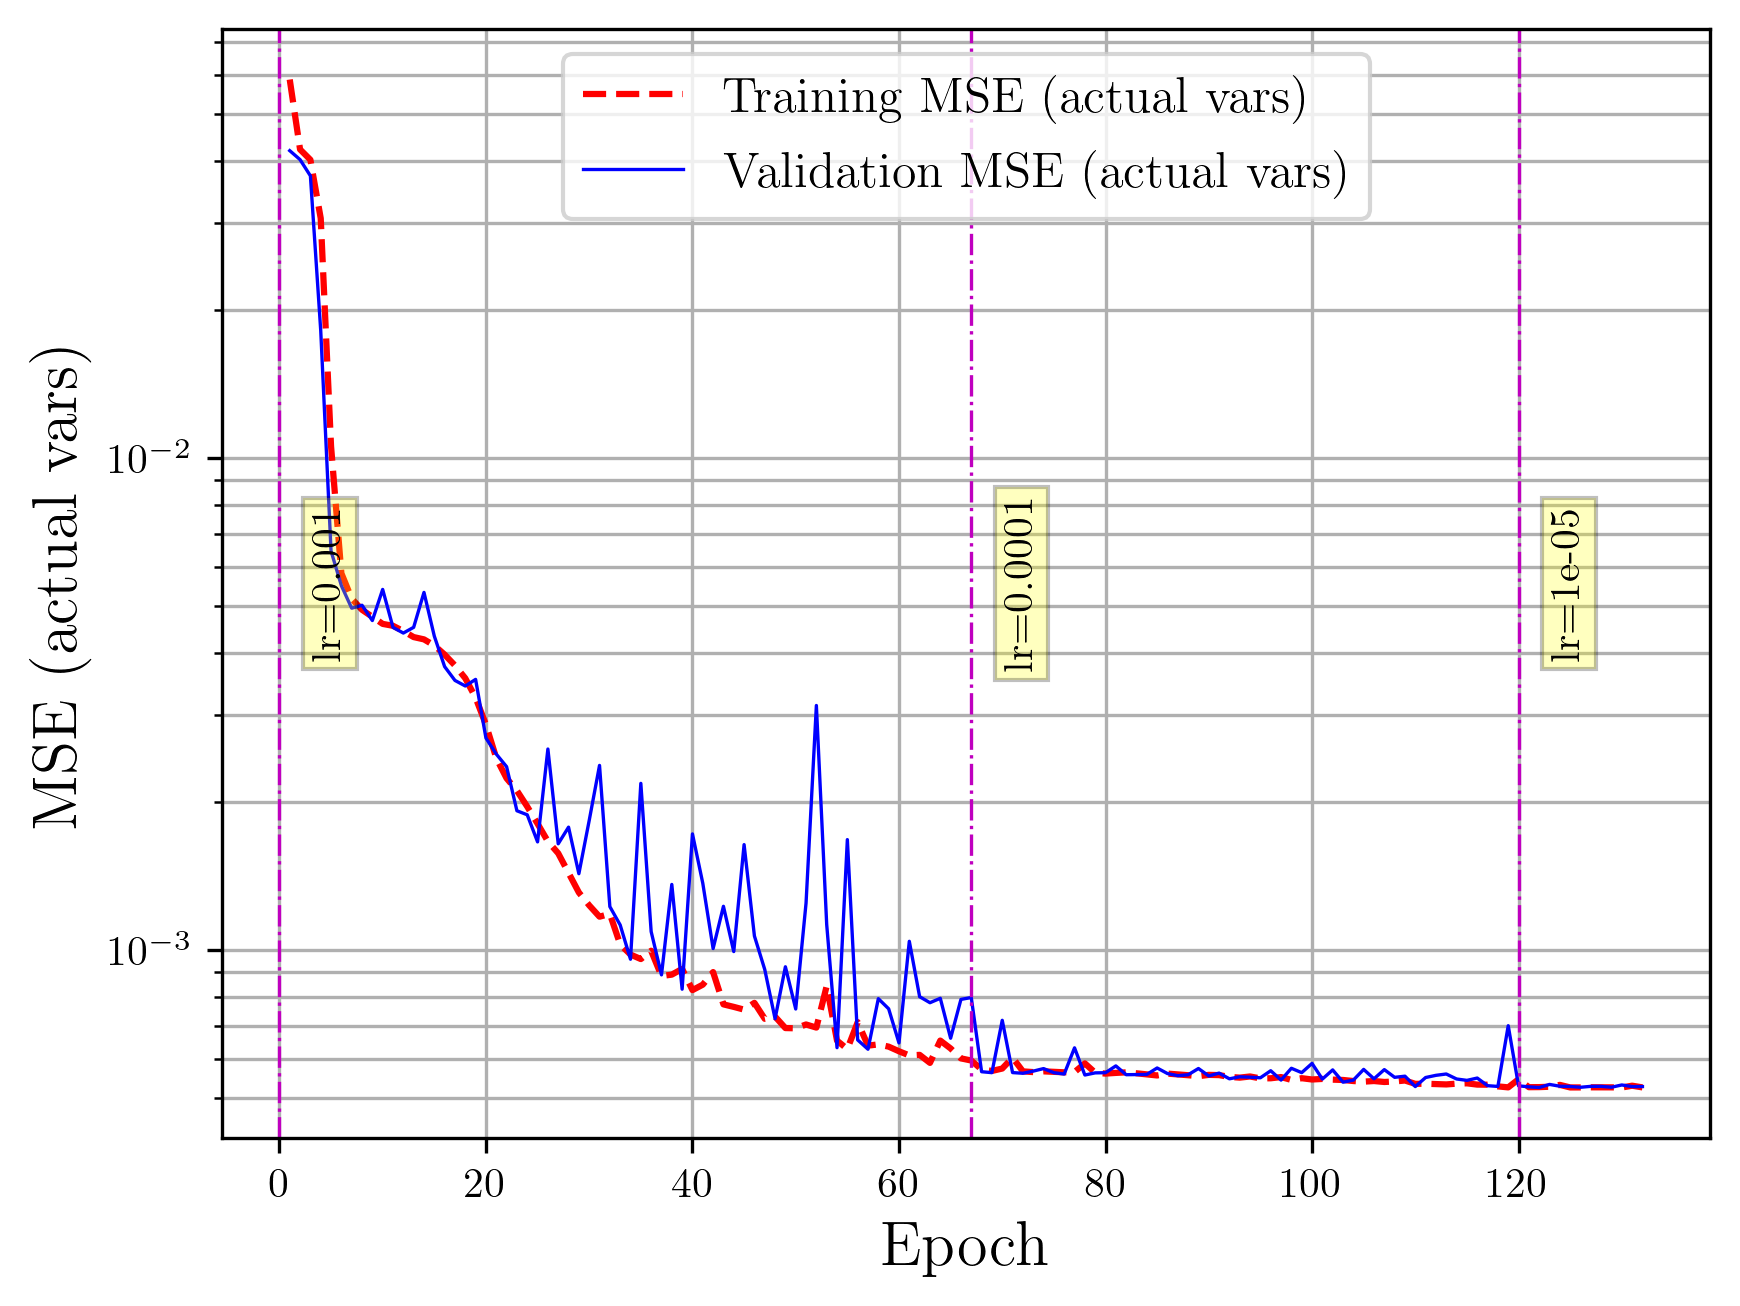 Training MSE (actual vars)
Validation MSE (actual vars)
MSE (actual vars)
10⁻²
10⁻³
lr=0.001
lr=0.0001
lr=1e-05
0 20 40 60 80 100 120
Epoch